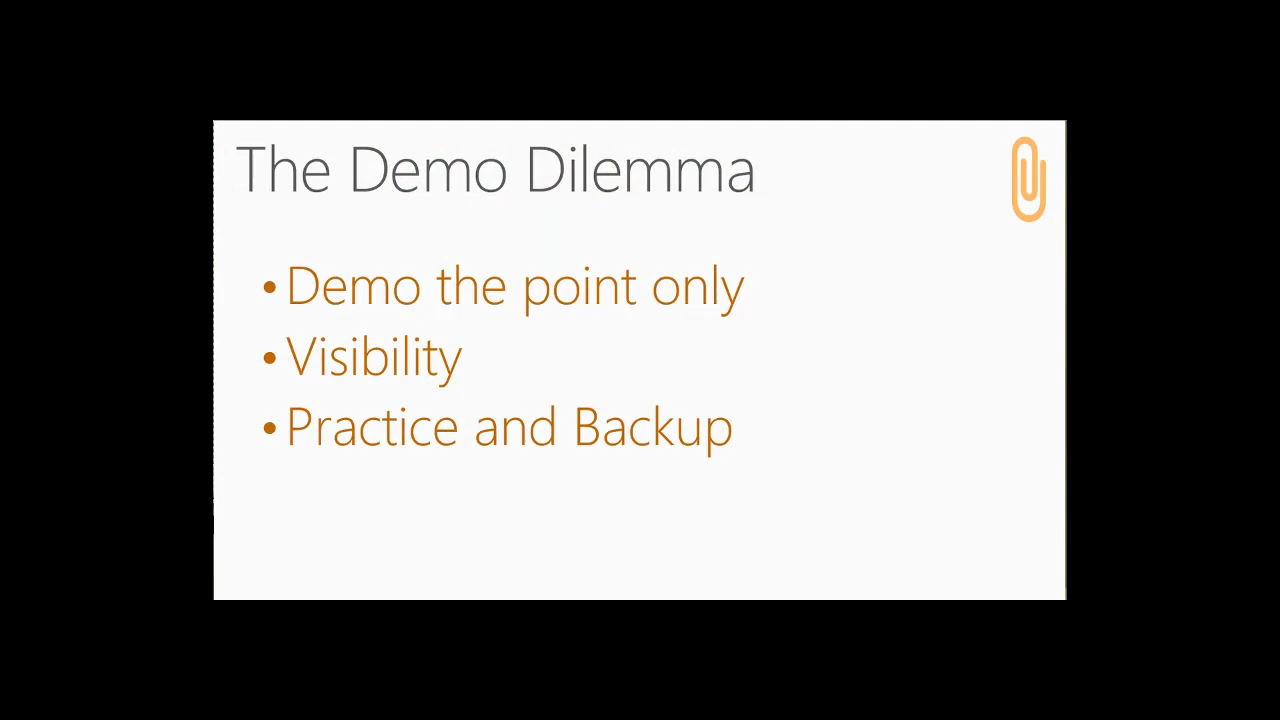 The Demo Dilemma
• Demo the point only
• Visibility
• Practice and Backup